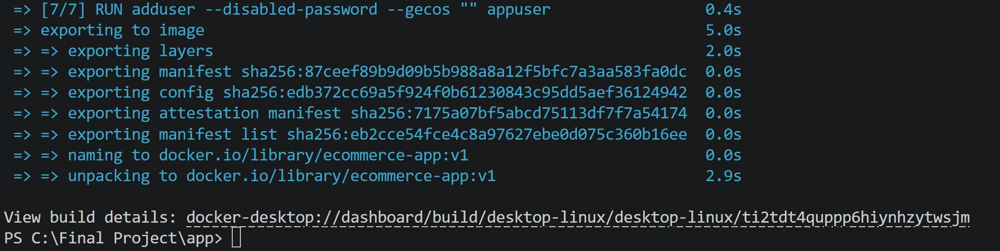 => [7/7] RUN adduser --disabled-password --gecos "" appuser 0.4s
=> exporting to image 5.0s
=> => exporting layers 2.0s
=> => exporting manifest sha256:87ceef89b9d09b5b988a8a12f5bfc7a3aa583fa0dc 0.0s
=> => exporting config sha256:edb372cc69a5f924f0b61230843c95dd5aef36124942 0.0s
=> => exporting attestation manifest sha256:7175a07bf5abcd75113df7f7a54174 0.0s
=> => exporting manifest list sha256:eb2cce54fce4c8a97627ebe0d075c360b16ee 0.0s
=> => naming to docker.io/library/ecommerce-app:v1 0.0s
=> => unpacking to docker.io/library/ecommerce-app:v1 2.9s
View build details: docker-desktop://dashboard/build/desktop-linux/desktop-linux/ti2tdt4quppp6hiynhzytwsjm
PS C:\Final Project\app>